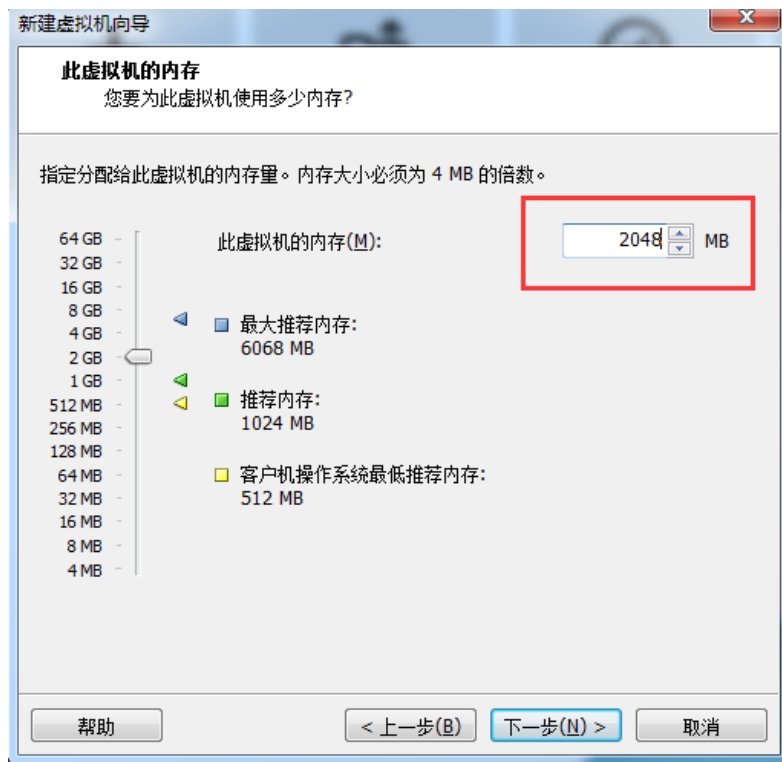 新建虚拟机向导
此虚拟机的内存
您要为此虚拟机使用多少内存?
指定分配给此虚拟机的内存量。内存大小必须为 4 MB 的倍数。
64 GB
32 GB
16 GB
8 GB
4 GB
2 GB
1 GB
512 MB
256 MB
128 MB
64 MB
32 MB
16 MB
8 MB
4 MB
此虚拟机的内存(M): 2048 MB
最大推荐内存:
6068 MB
推荐内存:
1024 MB
客户机操作系统最低推荐内存:
512 MB
帮助 < 上一步(B) 下一步(N) > 取消